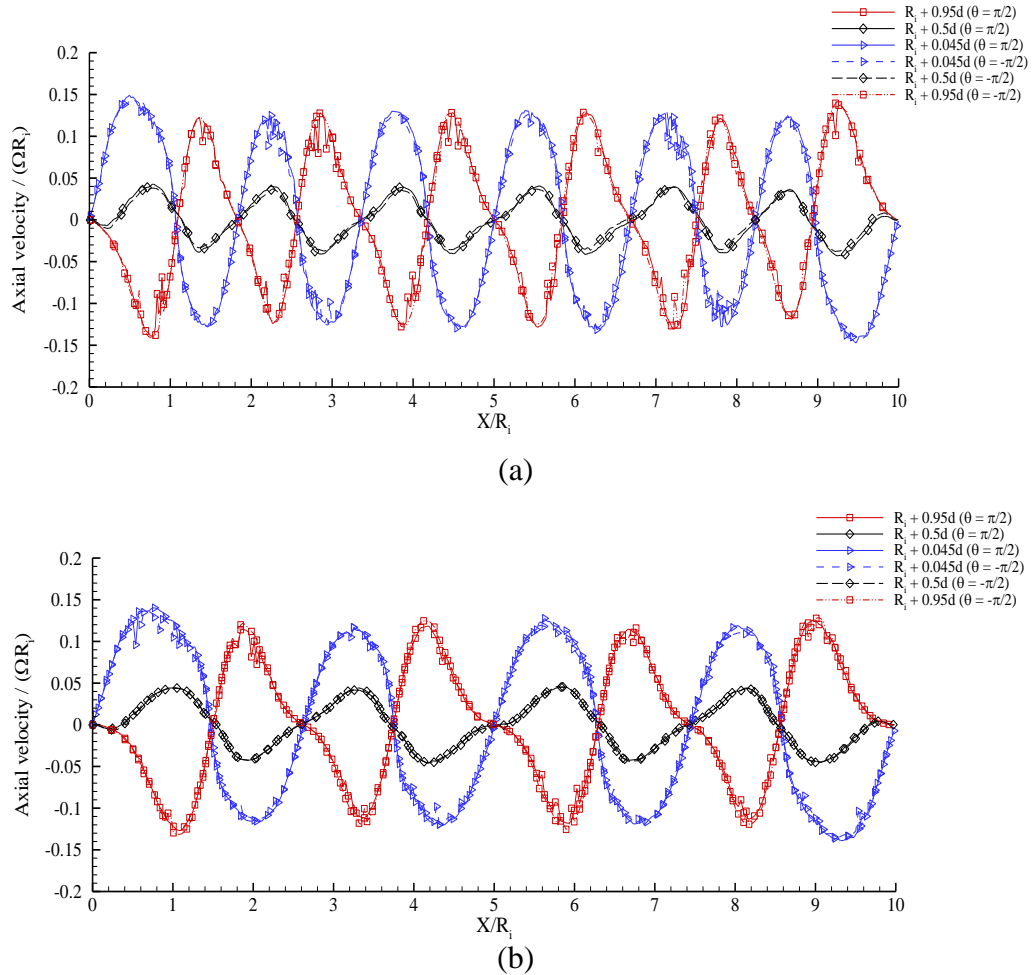 R_i + 0.95d (θ = π/2)
R_i + 0.5d (θ = π/2)
R_i + 0.045d (θ = π/2)
R_i + 0.045d (θ = -π/2)
R_i + 0.5d (θ = -π/2)
R_i + 0.95d (θ = -π/2)
Axial velocity / (ΩR_i)
0.2
0.15
0.1
0.05
0
-0.05
-0.1
-0.15
-0.2
0 1 2 3 4 5 6 7 8 9 10
X/R_i
(a)
R_i + 0.95d (θ = π/2)
R_i + 0.5d (θ = π/2)
R_i + 0.045d (θ = π/2)
R_i + 0.045d (θ = -π/2)
R_i + 0.5d (θ = -π/2)
R_i + 0.95d (θ = -π/2)
Axial velocity / (ΩR_i)
0.2
0.15
0.1
0.05
0
-0.05
-0.1
-0.15
-0.2
0 1 2 3 4 5 6 7 8 9 10
X/R_i
(b)